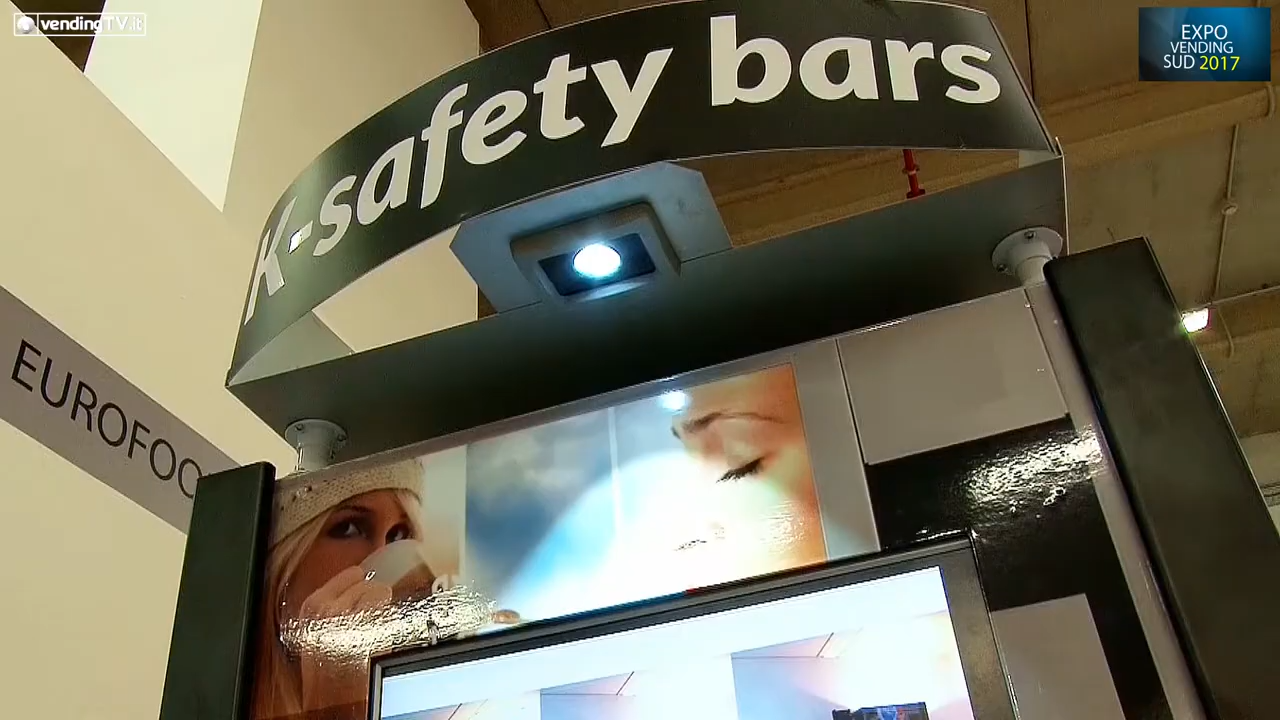 vendingTV.it
EXPO
VENDING
SUD 2017
K-safety bars
EUROFOO